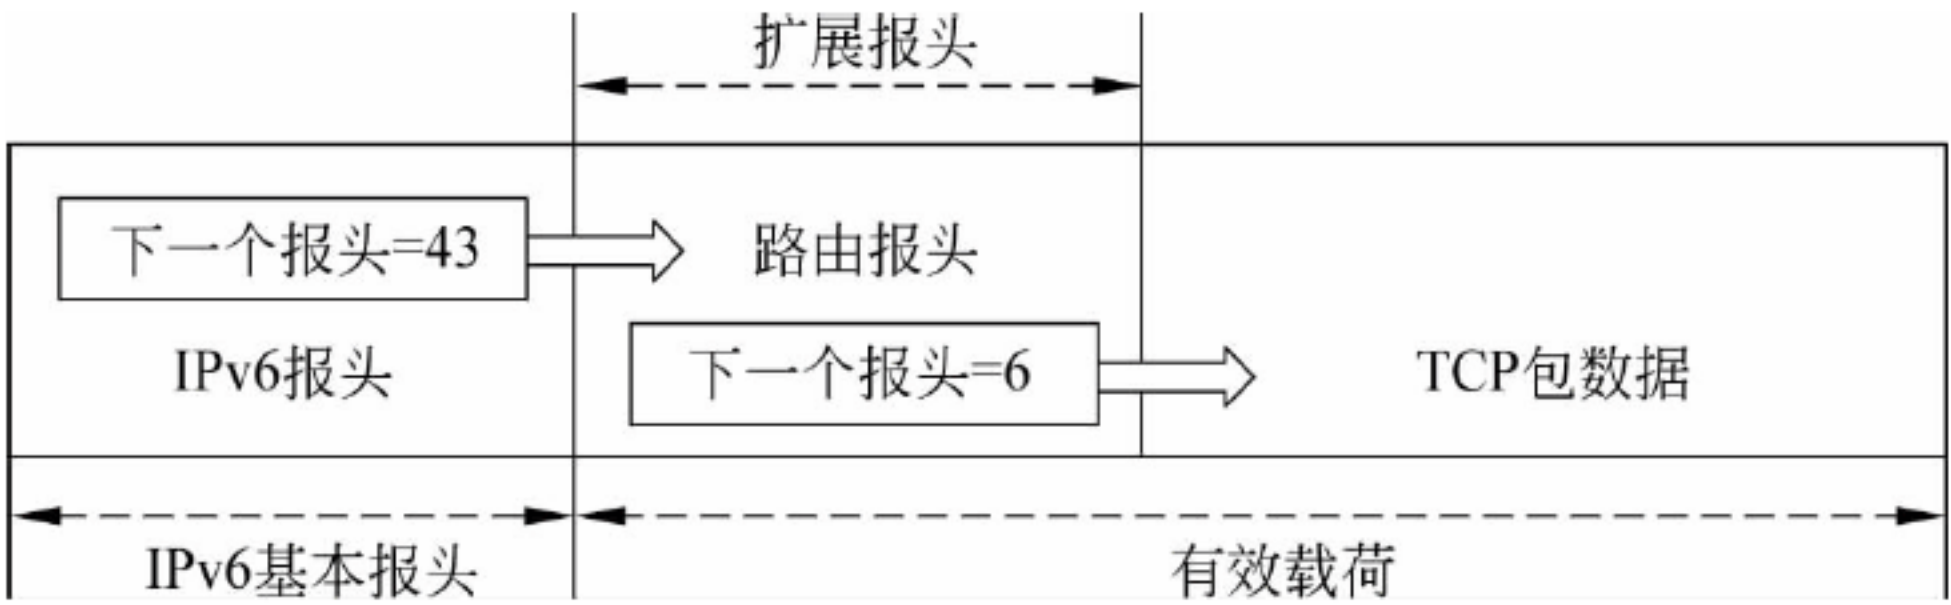 扩展报头
下一个报头=43
路由报头
IPv6报头
下一个报头=6
TCP包数据
IPv6基本报头
有效载荷